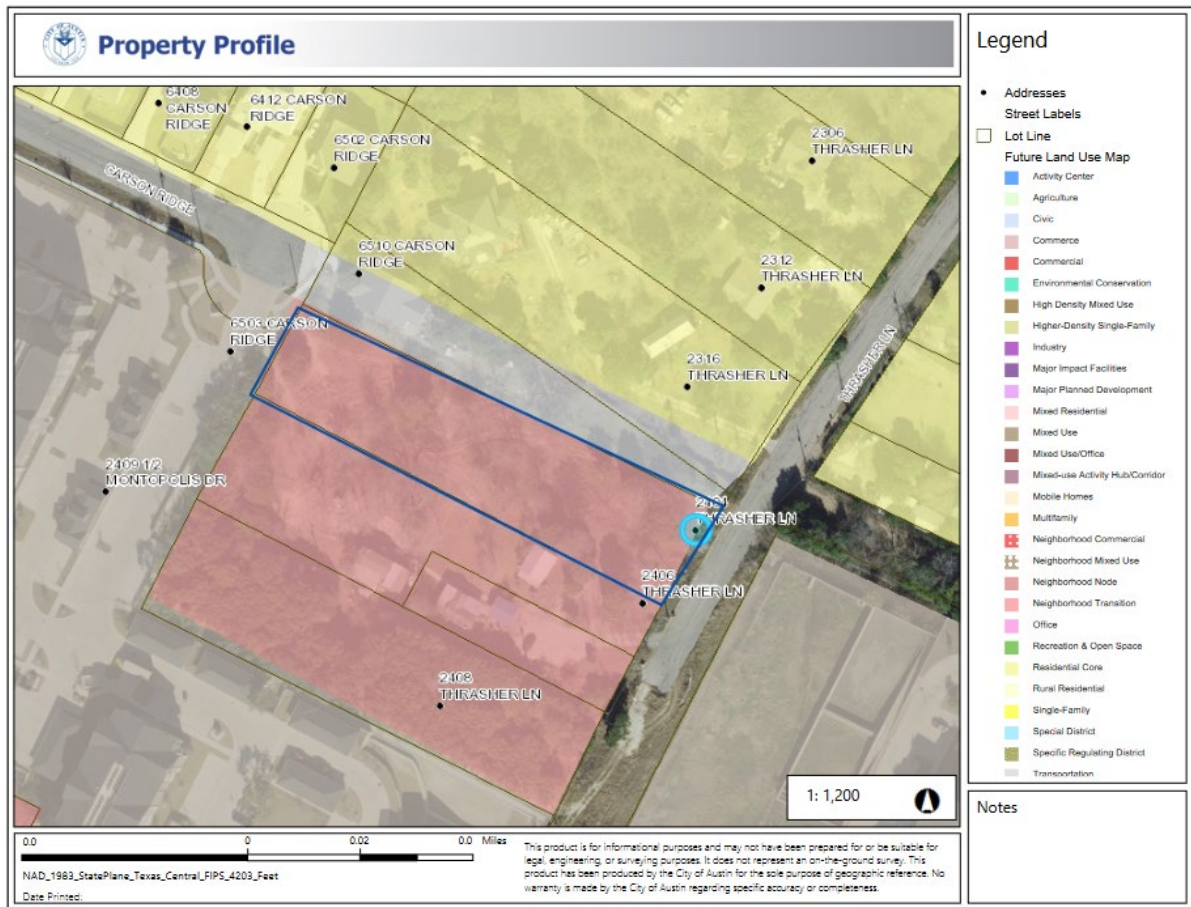 CITY OF AUSTIN
Property Profile
6408
CARSON
RIDGE
6412 CARSON
RIDGE
6502 CARSON
RIDGE
2306
THRASHER LN
CARSON RIDGE
6510 CARSON
RIDGE
2312
THRASHER LN
6503 CARSON
RIDGE
2316
THRASHER LN
THRASHER LN
2409 1/2
MONTOPOLIS DR
2404
THRASHER LN
2406
THRASHER LN
2408
THRASHER LN
1: 1,200
Legend
Addresses
Street Labels
Lot Line
Future Land Use Map
Activity Center
Agriculture
Civic
Commerce
Commercial
Environmental Conservation
High Density Mixed Use
Higher-Density Single-Family
Industry
Major Impact Facilities
Major Planned Development
Mixed Residential
Mixed Use
Mixed Use/Office
Mixed-use Activity Hub/Corridor
Mobile Homes
Multifamily
Neighborhood Commercial
Neighborhood Mixed Use
Neighborhood Node
Neighborhood Transition
Office
Recreation & Open Space
Residential Core
Rural Residential
Single-Family
Special District
Specific Regulating District
Transportation
Notes
0.0 0 0.02 0.0 Miles
NAD_1983_StatePlane_Texas_Central_FIPS_4203_Feet
Date Printed:
This product is for informational purposes and may not have been prepared for or be suitable for
legal, engineering, or surveying purposes. It does not represent an on-the-ground survey. This
product has been produced by the City of Austin for the sole purpose of geographic reference. No
warranty is made by the City of Austin regarding specific accuracy or completeness.